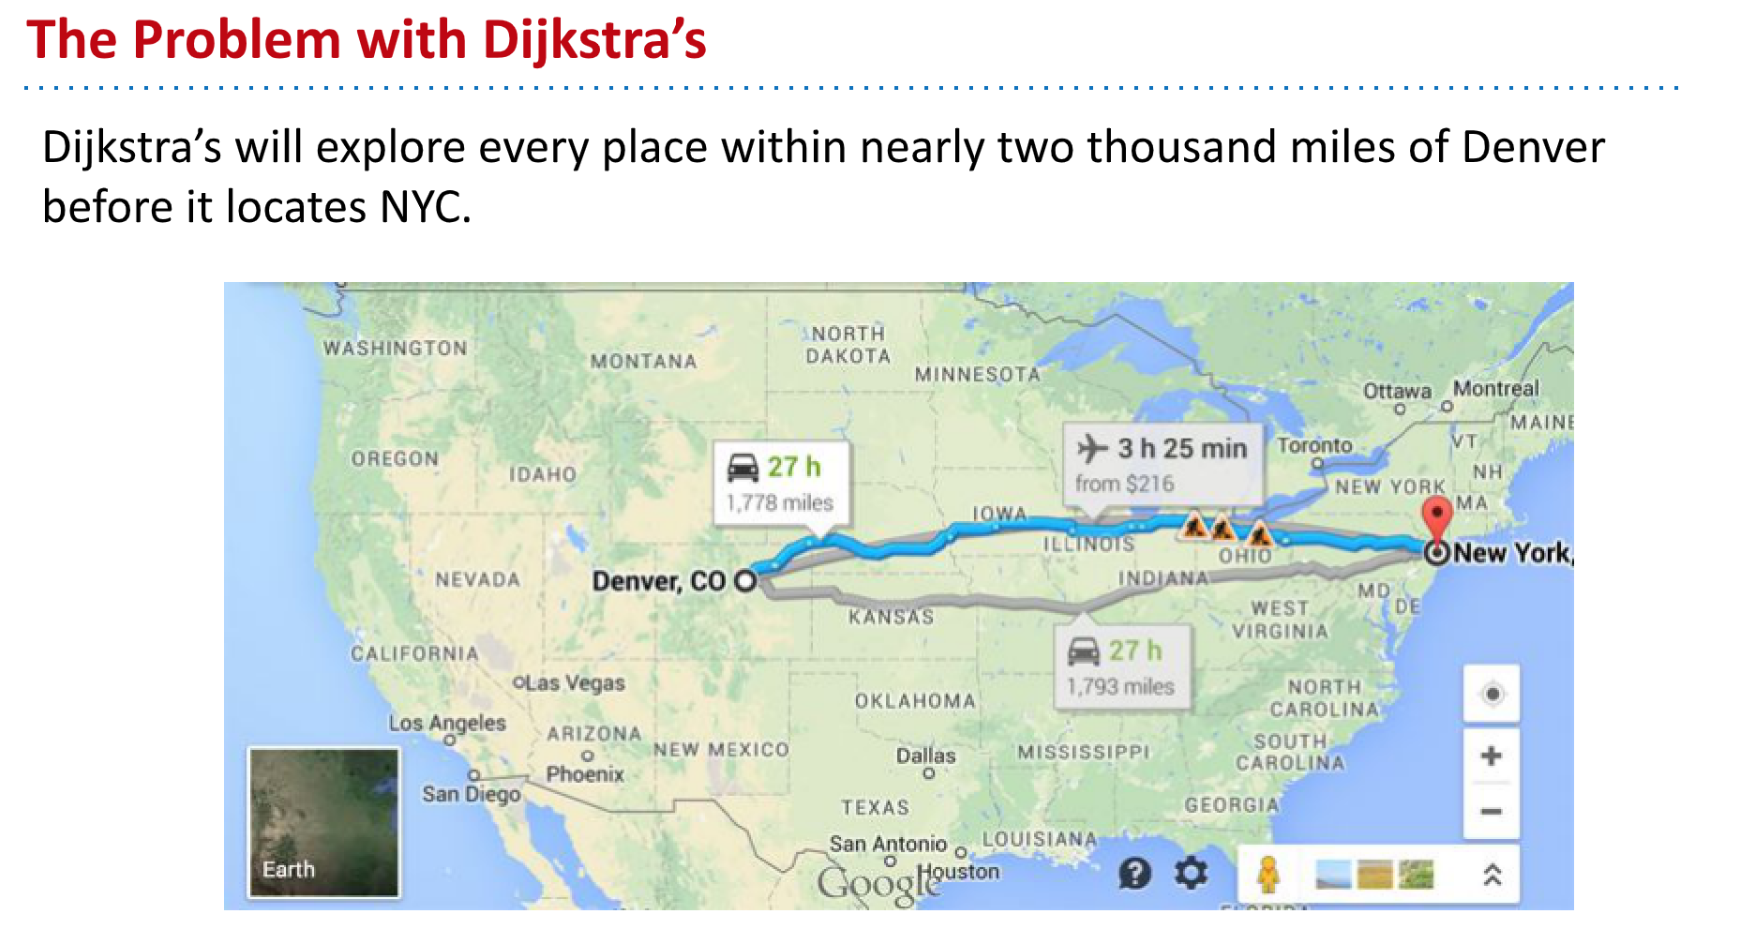 The Problem with Dijkstra’s
Dijkstra’s will explore every place within nearly two thousand miles of Denver
before it locates NYC.
WASHINGTON
MONTANA
NORTH
DAKOTA
MINNESOTA
Ottawa
Montreal
MAINE
OREGON
IDAHO
27 h
1,778 miles
3 h 25 min
from $216
Toronto
VT
NH
NEW YORK
MA
IOWA
ILLINOIS
OHIO
New York,
NEVADA
Denver, CO
INDIANA
MD
DE
KANSAS
WEST
VIRGINIA
CALIFORNIA
27 h
1,793 miles
Las Vegas
OKLAHOMA
NORTH
CAROLINA
Los Angeles
ARIZONA
NEW MEXICO
Dallas
MISSISSIPPI
SOUTH
CAROLINA
Phoenix
San Diego
TEXAS
GEORGIA
San Antonio
LOUISIANA
Houston
Google
Earth